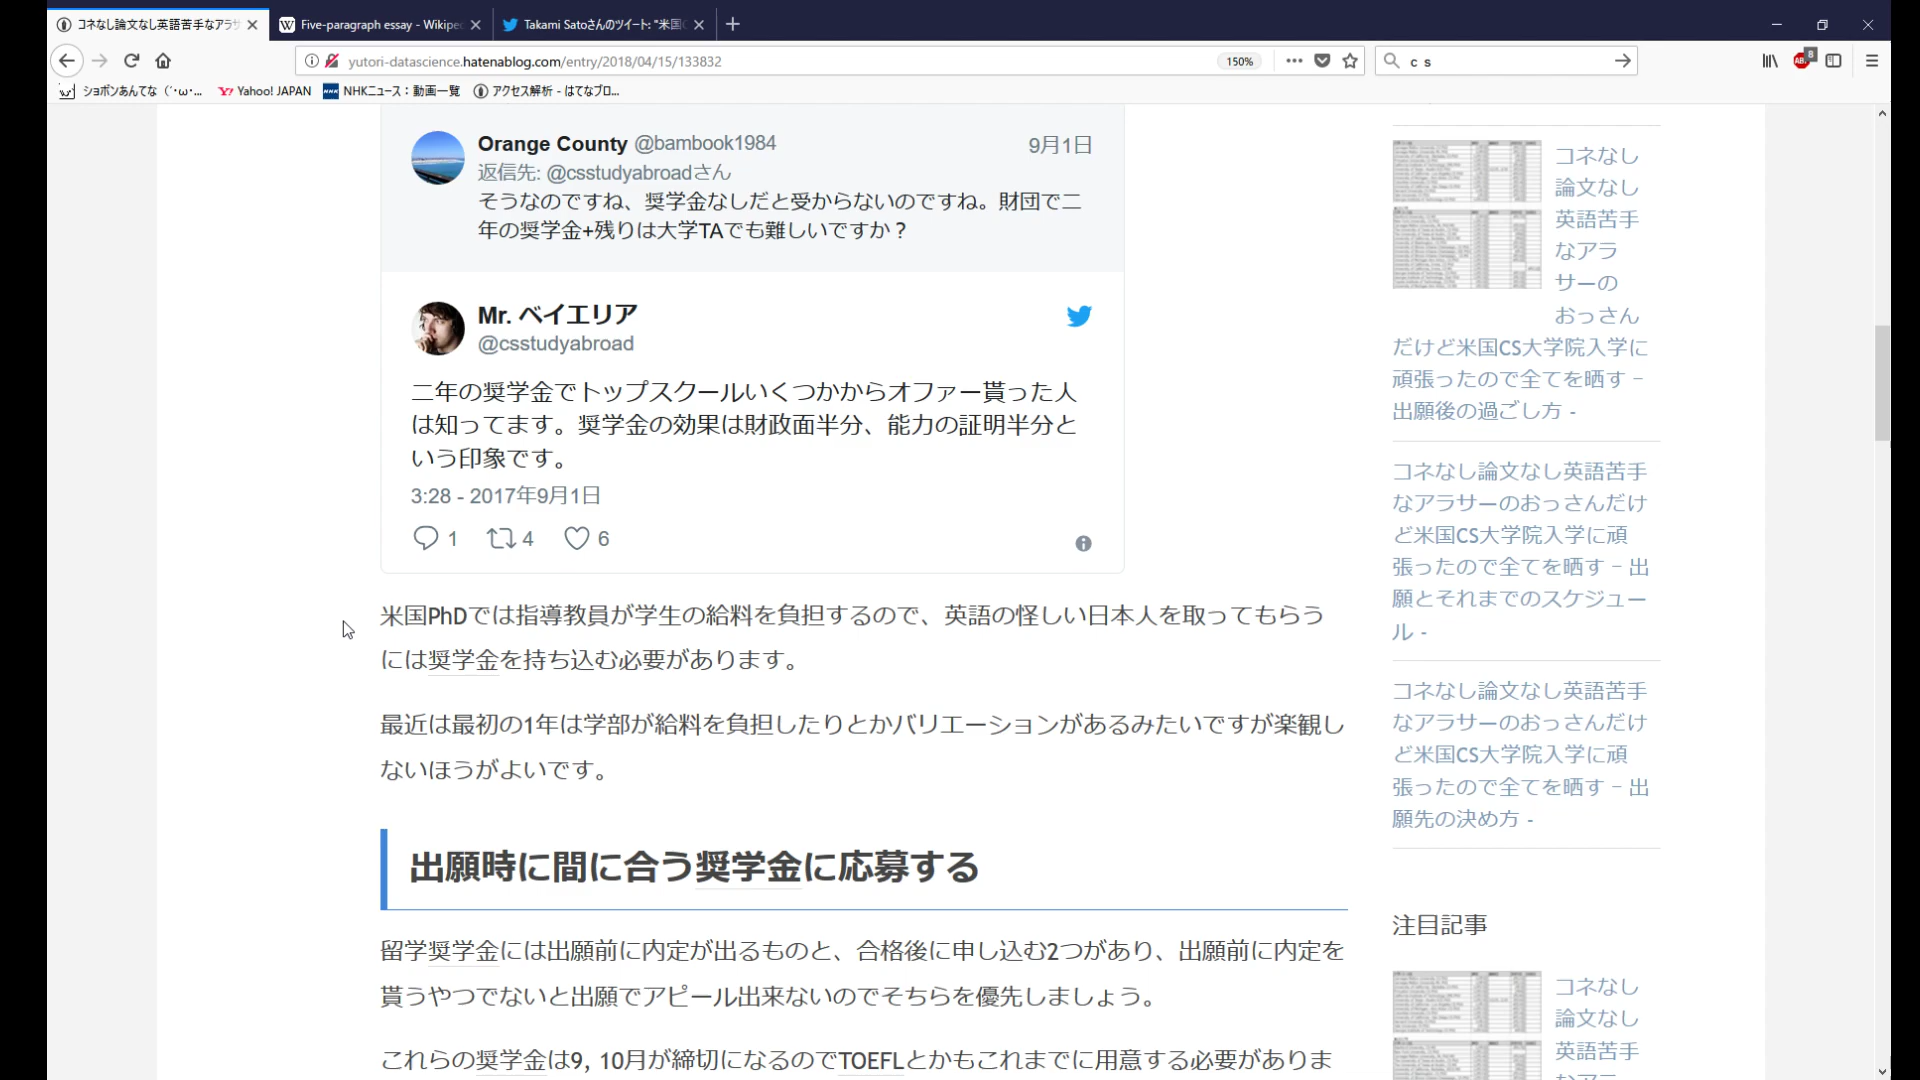 コネなし論文なし英語苦手なアラサ
Five-paragraph essay - Wikipe
Takami Satoさんのツイート: "米国C
yutori-datascience.hatenablog.com/entry/2018/04/15/133832
150%
c s
8
ショボンあんてな（´･ω･...
Yahoo! JAPAN
NHKニュース：動画一覧
アクセス解析 - はてなブロ...
Orange County @bambook1984
9月1日
返信先: @csstudyabroadさん
そうなのですね、奨学金なしだと受からないのですね。財団で二
年の奨学金+残りは大学TAでも難しいですか？
Mr. ベイエリア
@csstudyabroad
二年の奨学金でトップスクールいくつかからオファー貰った人
は知ってます。奨学金の効果は財政面半分、能力の証明半分と
いう印象です。
3:28 - 2017年9月1日
1
4
6
米国PhDでは指導教員が学生の給料を負担するので、英語の怪しい日本人を取ってもらう
には奨学金を持ち込む必要があります。
最近は最初の1年は学部が給料を負担したりとかバリエーションがあるみたいですが楽観し
ないほうがよいです。
出願時に間に合う奨学金に応募する
留学奨学金には出願前に内定が出るものと、合格後に申し込む2つがあり、出願前に内定を
貰うやつでないと出願でアピール出来ないのでそちらを優先しましょう。
これらの奨学金は9, 10月が締切になるのでTOEFLとかもこれまでに用意する必要がありま
コネなし
論文なし
英語苦手
なアラ
サーの
おっさん
だけど米国CS大学院入学に
頑張ったので全てを晒す −
出願後の過ごし方 -
コネなし論文なし英語苦手
なアラサーのおっさんだけ
ど米国CS大学院入学に頑
張ったので全てを晒す − 出
願とそれまでのスケジュー
ル -
コネなし論文なし英語苦手
なアラサーのおっさんだけ
ど米国CS大学院入学に頑
張ったので全てを晒す − 出
願先の決め方 -
注目記事
コネなし
論文なし
英語苦手